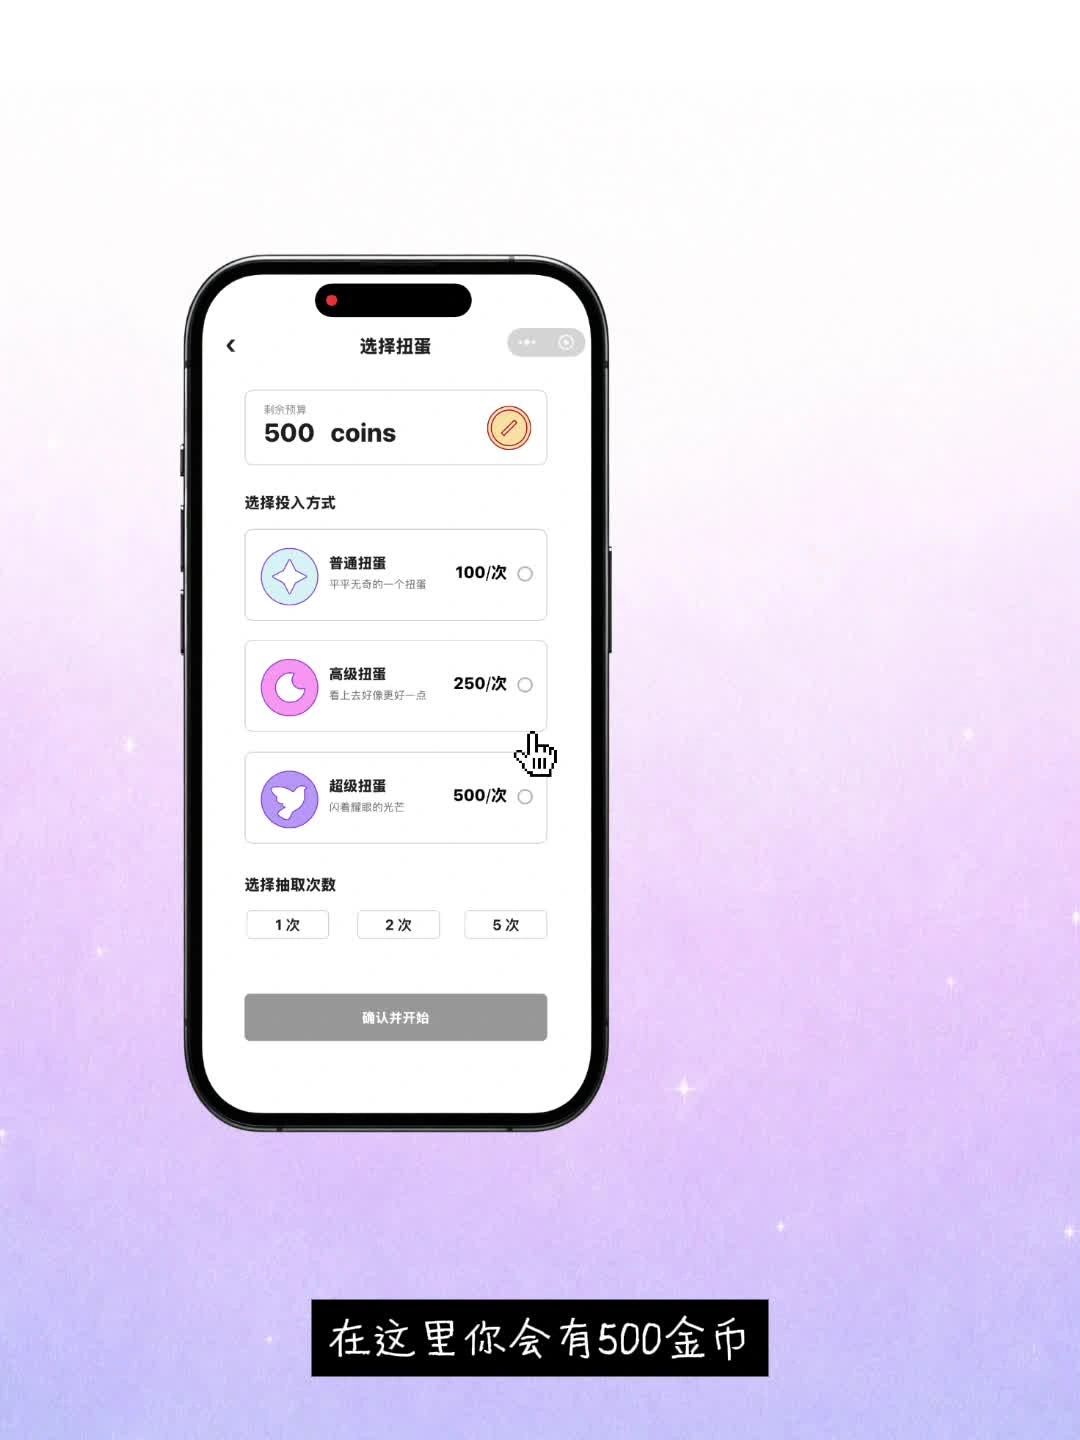 选择扭蛋
剩余预算
500 coins
选择投入方式
普通扭蛋
平平无奇的一个扭蛋
100/次
高级扭蛋
看上去好像更好一点
250/次
超级扭蛋
闪着耀眼的光芒
500/次
选择抽取次数
1 次 2 次 5 次
确认并开始
在这里你会有500金币